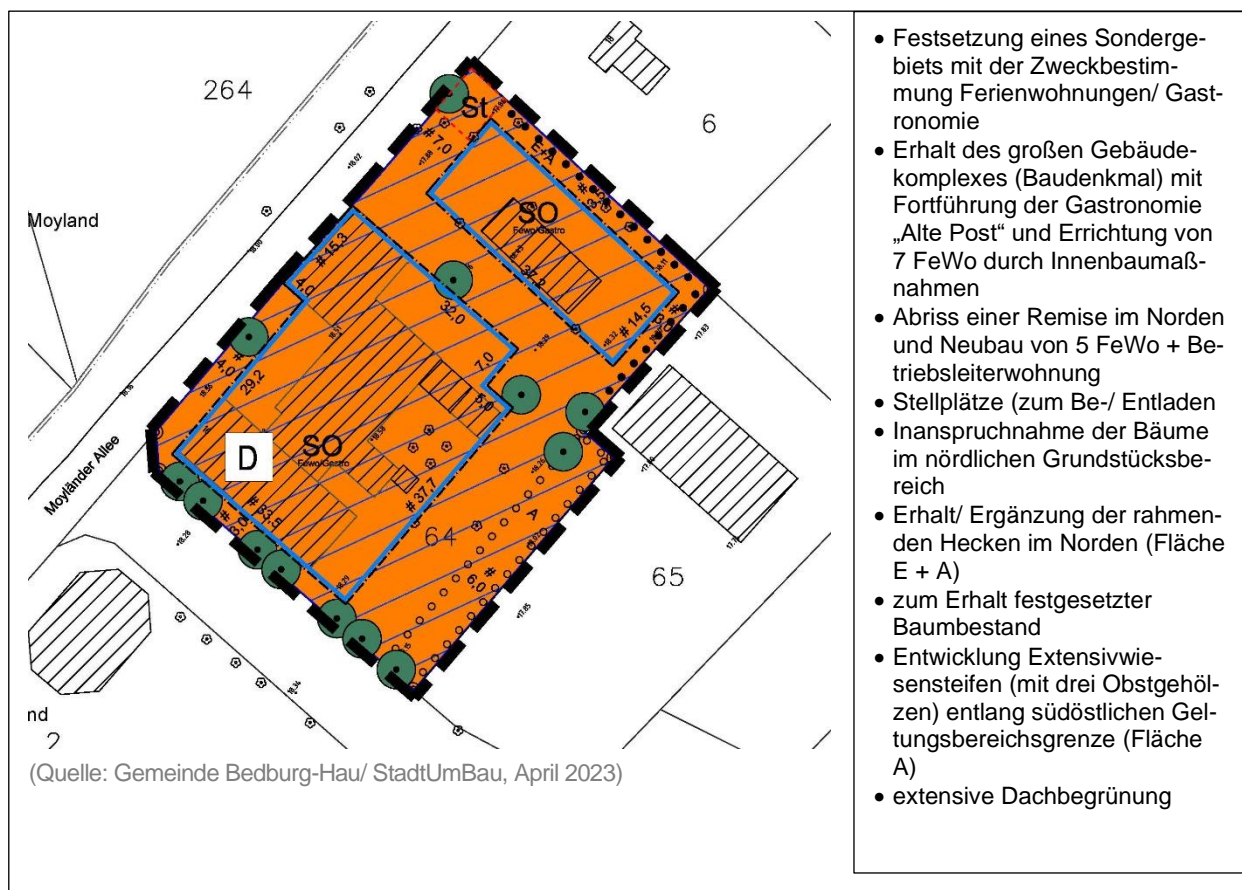 264
6
St
# 7,0
E+A
SO
Fewo/Gastro
Moyland
# 15,3
4,0
37,2
# 14,5
32,0
7,0
5,0
4,0
29,2
D
SO
Fewo/Gastro
# 37,7
# 33,5
# 3,0
64
A
6,0 #
65
Moyländer Allee
nd
2
(Quelle: Gemeinde Bedburg-Hau/ StadtUmBau, April 2023)
• Festsetzung eines Sonderge-
biets mit der Zweckbestim-
mung Ferienwohnungen/ Gast-
ronomie
• Erhalt des großen Gebäude-
komplexes (Baudenkmal) mit
Fortführung der Gastronomie
„Alte Post“ und Errichtung von
7 FeWo durch Innenbaumaß-
nahmen
• Abriss einer Remise im Norden
und Neubau von 5 FeWo + Be-
triebsleiterwohnung
• Stellplätze (zum Be-/ Entladen
• Inanspruchnahme der Bäume
im nördlichen Grundstücksbe-
reich
• Erhalt/ Ergänzung der rahmen-
den Hecken im Norden (Fläche
E + A)
• zum Erhalt festgesetzter
Baumbestand
• Entwicklung Extensivwie-
sensteifen (mit drei Obstgehöl-
zen) entlang südöstlichen Gel-
tungsbereichsgrenze (Fläche
A)
• extensive Dachbegrünung